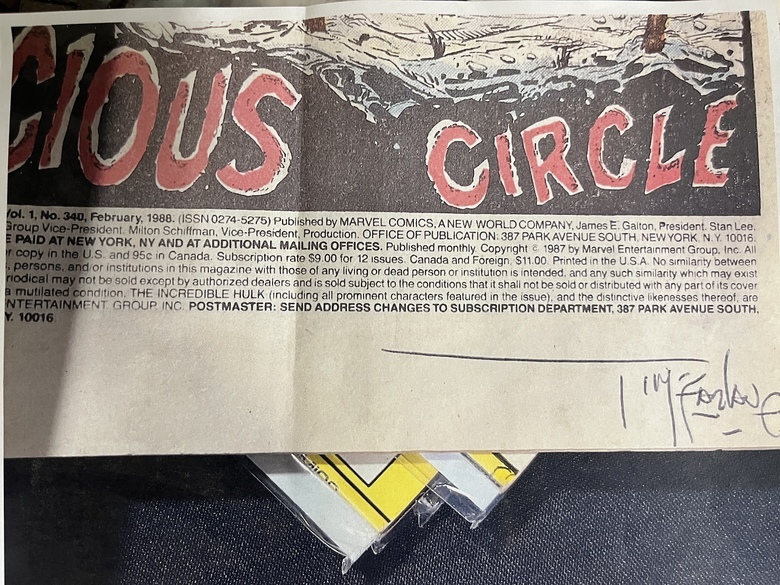 CIOUS CIRCLE
Vol. 1, No. 340, February, 1988. (ISSN 0274-5275) Published by MARVEL COMICS, A NEW WORLD COMPANY, James E. Galton, President. Stan Lee,
Group Vice-President. Milton Schiffman, Vice-President, Production. OFFICE OF PUBLICATION: 387 PARK AVENUE SOUTH, NEW YORK, N.Y. 10016.
E PAID AT NEW YORK, NY AND AT ADDITIONAL MAILING OFFICES. Published monthly. Copyright © 1987 by Marvel Entertainment Group, Inc. All
r copy in the U.S. and 95¢ in Canada. Subscription rate $9.00 for 12 issues. Canada and Foreign, $11.00. Printed in the U.S.A. No similarity between
, persons, and/or institutions in this magazine with those of any living or dead person or institution is intended, and any such similarity which may exist
riodical may not be sold except by authorized dealers and is sold subject to the conditions that it shall not be sold or distributed with any part of its cover
a mutilated condition. THE INCREDIBLE HULK (including all prominent characters featured in the issue), and the distinctive likenesses thereof, are
NTERTAINMENT GROUP, INC. POSTMASTER: SEND ADDRESS CHANGES TO SUBSCRIPTION DEPARTMENT, 387 PARK AVENUE SOUTH,
Y. 10016
T McFarlane